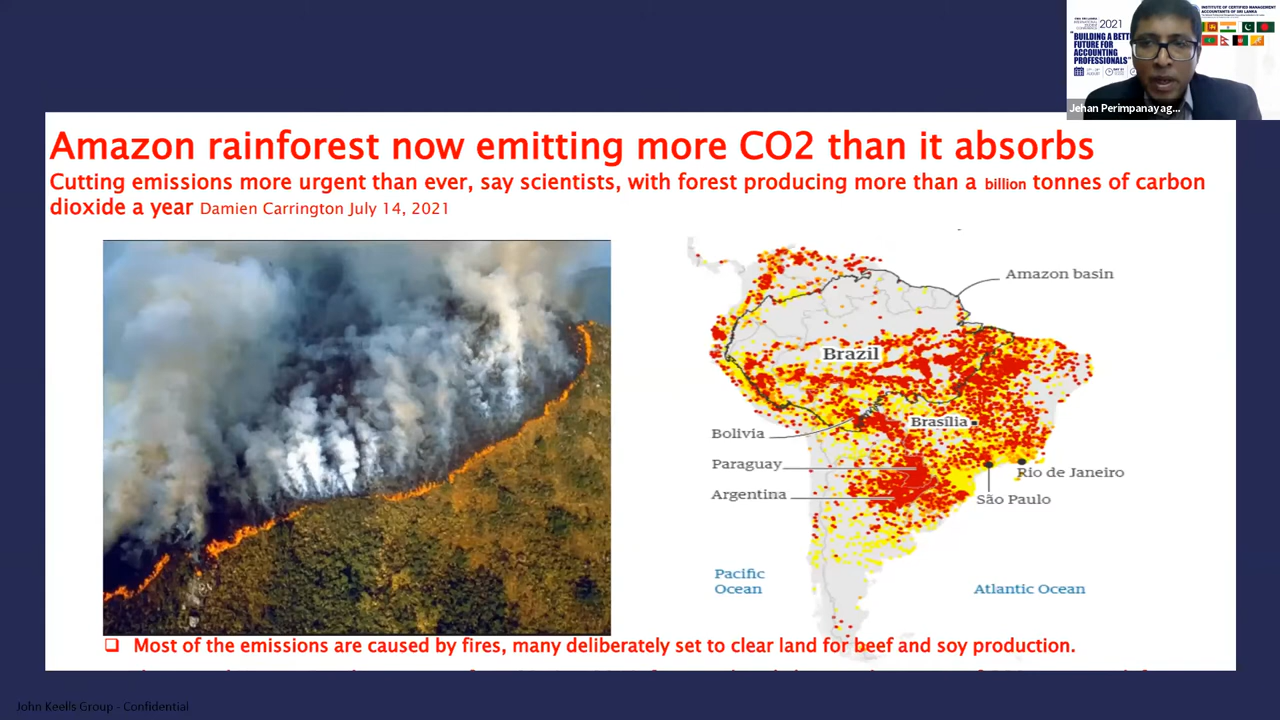 2021
INSTITUTE OF CERTIFIED MANAGEMENT
ACCOUNTANTS OF SRI LANKA
"BUILDING A BETT
FUTURE FOR
ACCOUNTING
PROFESSIONALS"
Jehan Perimpanayag...
Amazon rainforest now emitting more CO2 than it absorbs
Cutting emissions more urgent than ever, say scientists, with forest producing more than a billion tonnes of carbon
dioxide a year Damien Carrington July 14, 2021
Amazon basin
Brazil
Brasília
Bolivia
Paraguay
Argentina
Rio de Janeiro
São Paulo
Pacific
Ocean
Atlantic Ocean
❑ Most of the emissions are caused by fires, many deliberately set to clear land for beef and soy production.
John Keells Group - Confidential